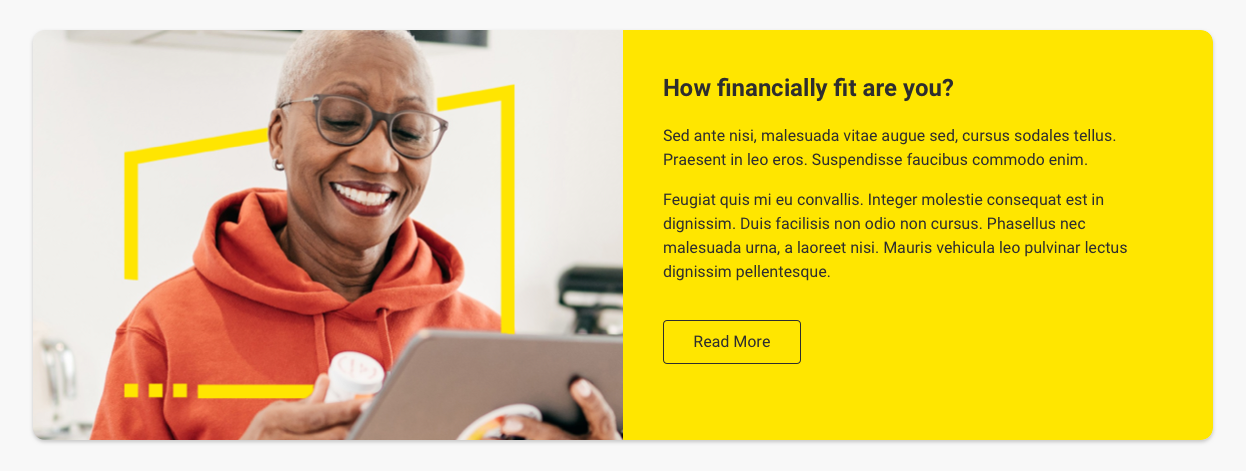 How financially fit are you?
Sed ante nisi, malesuada vitae augue sed, cursus sodales tellus.
Praesent in leo eros. Suspendisse faucibus commodo enim.
Feugiat quis mi eu convallis. Integer molestie consequat est in
dignissim. Duis facilisis non odio non cursus. Phasellus nec
malesuada urna, a laoreet nisi. Mauris vehicula leo pulvinar lectus
dignissim pellentesque.
Read More